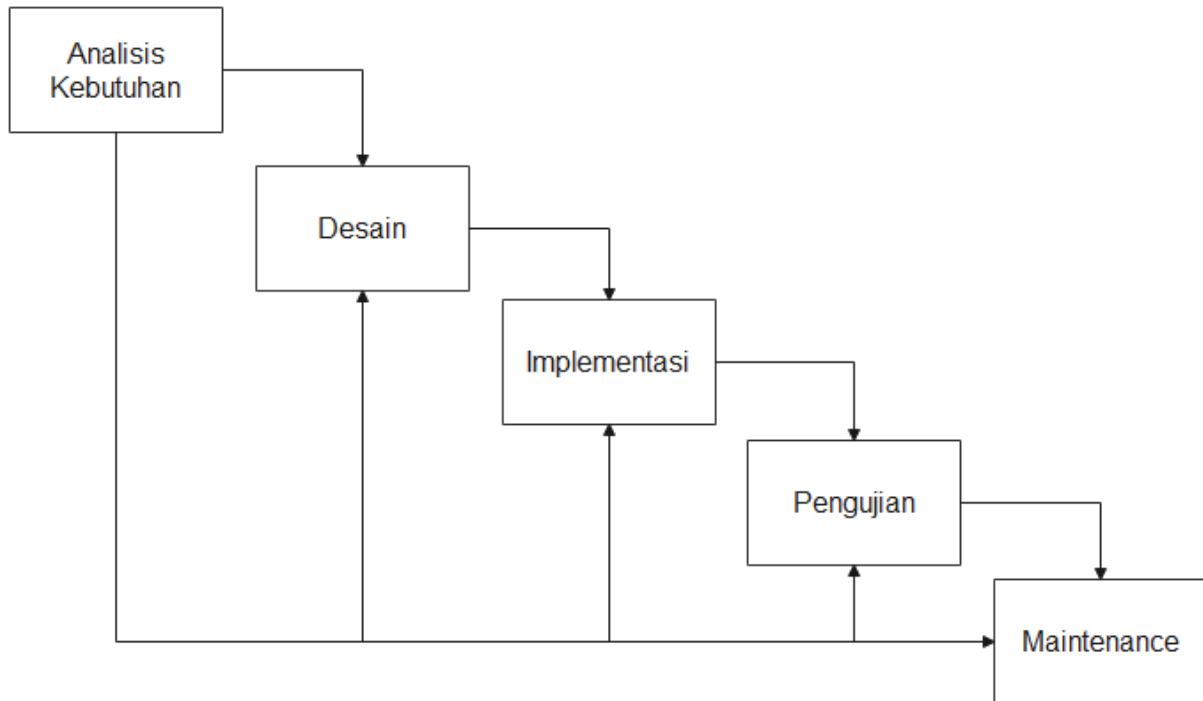 Analisis
Kebutuhan
Desain
Implementasi
Pengujian
Maintenance